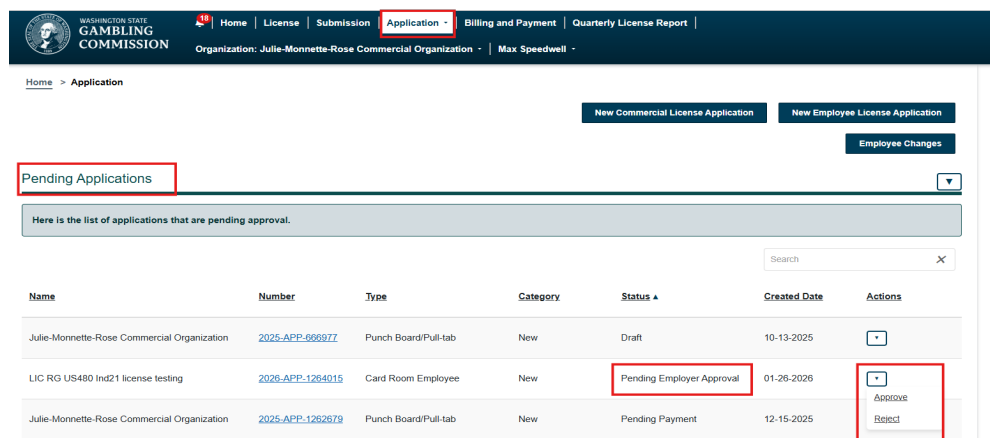 WASHINGTON STATE
GAMBLING
COMMISSION
18 Home | License | Submission | Application | Billing and Payment | Quarterly License Report |
Organization: Julie-Monnette-Rose Commercial Organization | Max Speedwell
Home > Application
New Commercial License Application New Employee License Application
Employee Changes
Pending Applications
Here is the list of applications that are pending approval.
Search
Name Number Type Category Status Created Date Actions
Julie-Monnette-Rose Commercial Organization 2025-APP-666977 Punch Board/Pull-tab New Draft 10-13-2025
LIC RG US480 Ind21 license testing 2026-APP-1264015 Card Room Employee New Pending Employer Approval 01-26-2026
Approve
Julie-Monnette-Rose Commercial Organization 2025-APP-1262679 Punch Board/Pull-tab New Pending Payment 12-15-2025 Reject